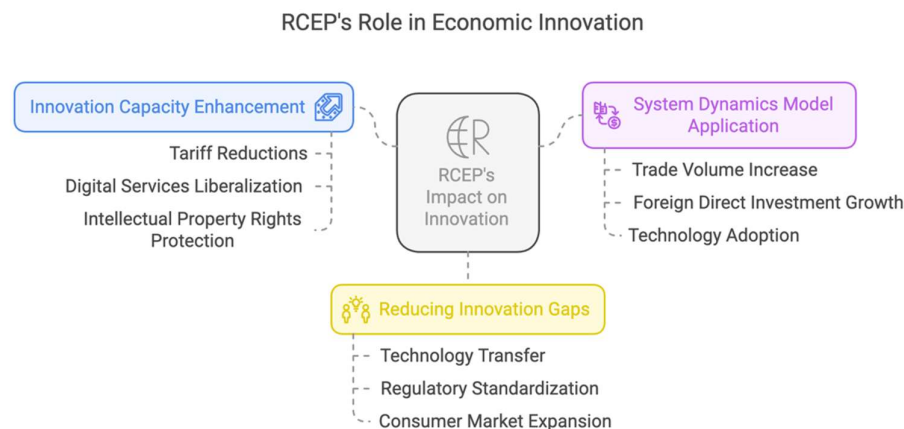 RCEP's Role in Economic Innovation
Innovation Capacity Enhancement
Tariff Reductions
Digital Services Liberalization
Intellectual Property Rights
Protection
RCEP's
Impact on
Innovation
System Dynamics Model
Application
Trade Volume Increase
Foreign Direct Investment Growth
Technology Adoption
Reducing Innovation Gaps
Technology Transfer
Regulatory Standardization
Consumer Market Expansion